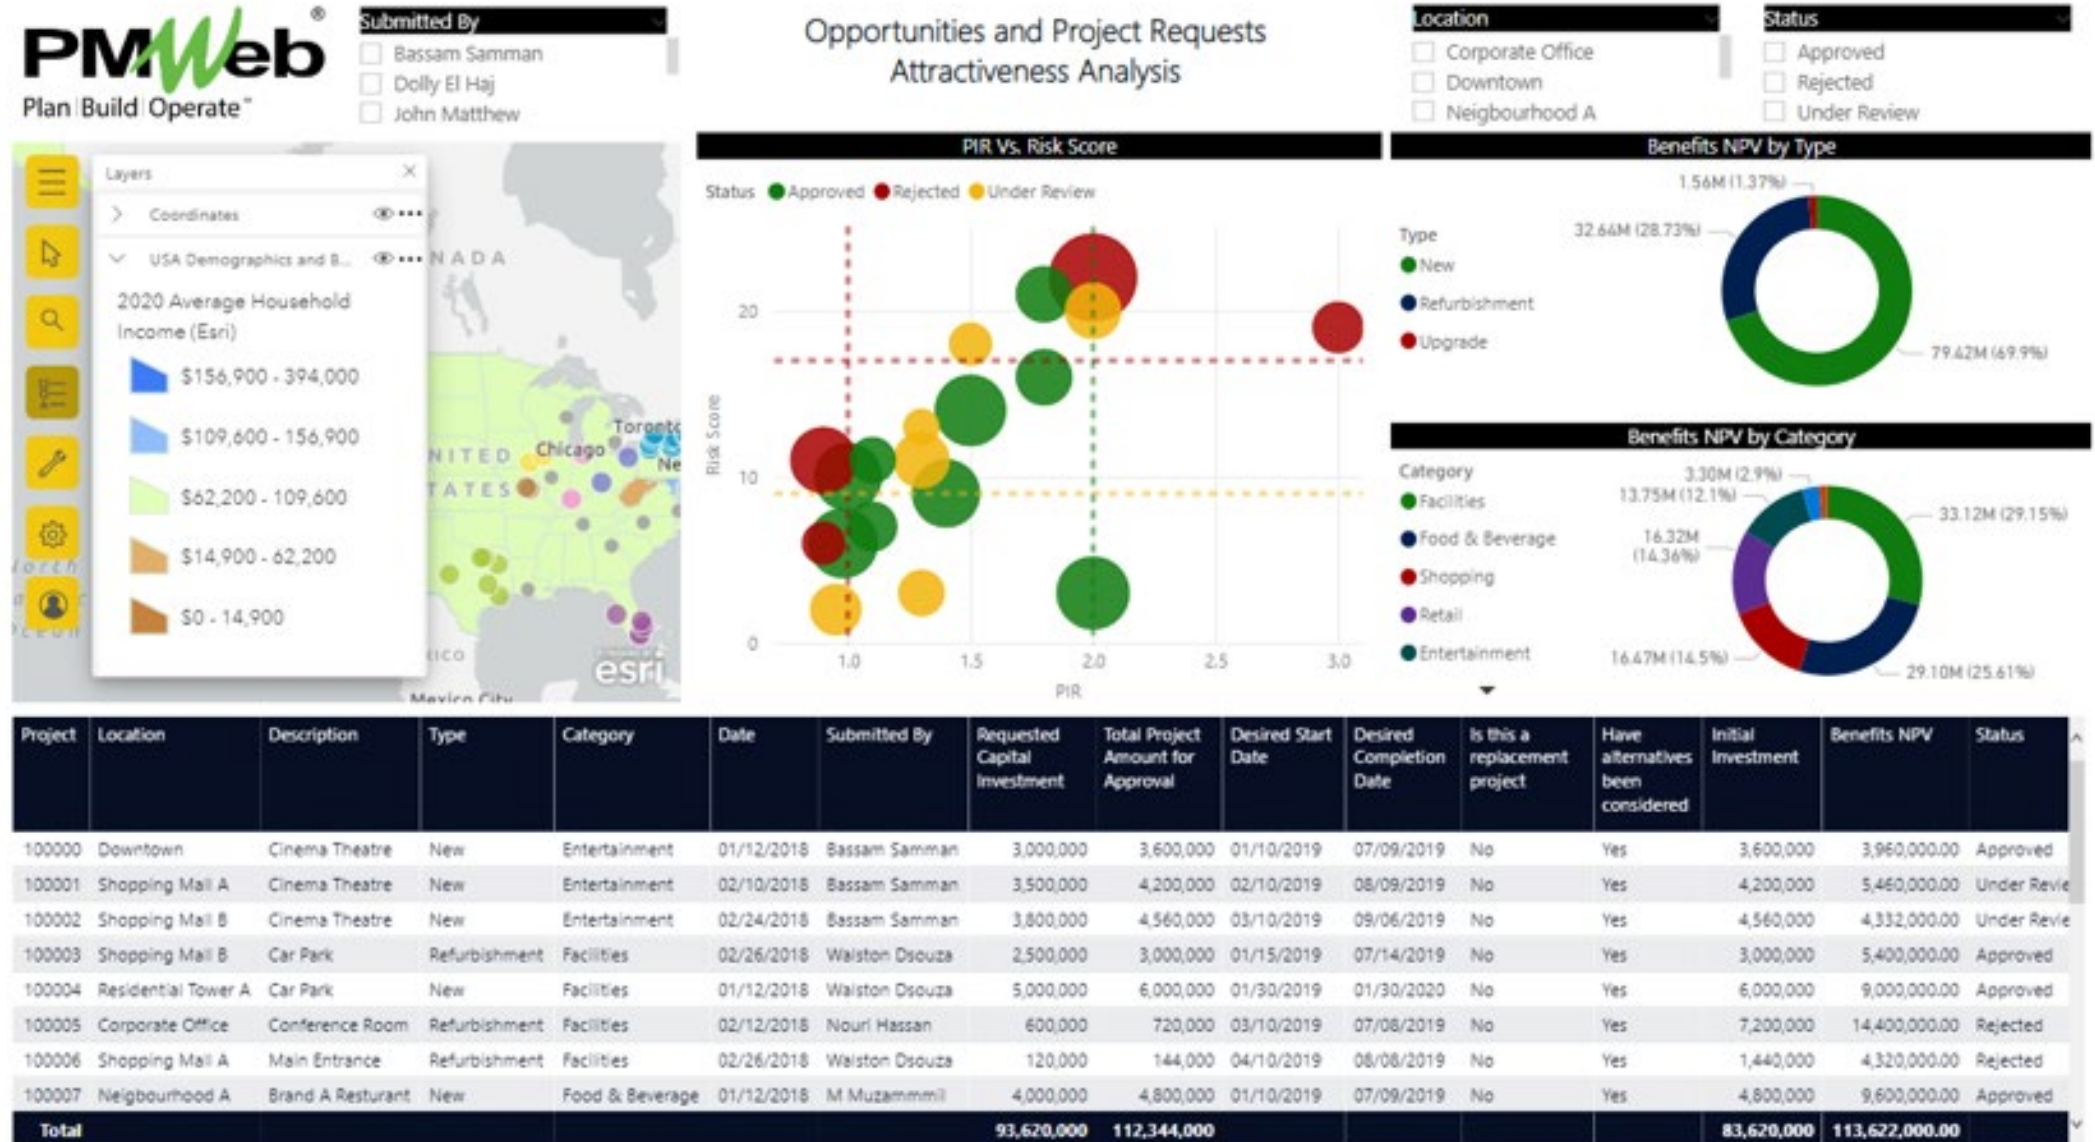 PMWeb®
Plan Build Operate™
Submitted By
Bassam Samman
Dolly El Haj
John Matthew
Opportunities and Project Requests
Attractiveness Analysis
Location
Corporate Office
Downtown
Neigbourhood A
Status
Approved
Rejected
Under Review
Layers
Coordinates
USA Demographics and B...
2020 Average Household
Income (Esri)
$156,900 - 394,000
$109,600 - 156,900
$62,200 - 109,600
$14,900 - 62,200
$0 - 14,900
NADA
NITED
TATES
Chicago
Toronto
Ne
ICO
Mexico City
esri
PIR Vs. Risk Score
Status Approved Rejected Under Review
Risk Score
20
10
0
1.0 1.5 2.0 2.5 3.0
PIR
Benefits NPV by Type
Type
New
Refurbishment
Upgrade
1.56M (1.37%)
32.64M (28.73%)
79.42M (69.9%)
Benefits NPV by Category
Category
Facilities
Food & Beverage
Shopping
Retail
Entertainment
3.30M (2.9%)
13.75M (12.1%)
16.32M
(14.36%)
16.47M (14.5%)
33.12M (29.15%)
29.10M (25.61%)
Project Location Description Type Category Date Submitted By Requested Capital Investment Total Project Amount for Approval Desired Start Date Desired Completion Date Is this a replacement project Have alternatives been considered Initial Investment Benefits NPV Status
100000 Downtown Cinema Theatre New Entertainment 01/12/2018 Bassam Samman 3,000,000 3,600,000 01/10/2019 07/09/2019 No Yes 3,600,000 3,960,000.00 Approved
100001 Shopping Mall A Cinema Theatre New Entertainment 02/10/2018 Bassam Samman 3,500,000 4,200,000 02/10/2019 08/09/2019 No Yes 4,200,000 5,460,000.00 Under Revie
100002 Shopping Mall B Cinema Theatre New Entertainment 02/24/2018 Bassam Samman 3,800,000 4,560,000 03/10/2019 09/06/2019 No Yes 4,560,000 4,332,000.00 Under Revie
100003 Shopping Mall B Car Park Refurbishment Facilities 02/26/2018 Walston Dsouza 2,500,000 3,000,000 01/15/2019 07/14/2019 No Yes 3,000,000 5,400,000.00 Approved
100004 Residential Tower A Car Park New Facilities 01/12/2018 Walston Dsouza 5,000,000 6,000,000 01/30/2019 01/30/2020 No Yes 6,000,000 9,000,000.00 Approved
100005 Corporate Office Conference Room Refurbishment Facilities 02/12/2018 Nouri Hassan 600,000 720,000 03/10/2019 07/08/2019 No Yes 7,200,000 14,400,000.00 Rejected
100006 Shopping Mall A Main Entrance Refurbishment Facilities 02/26/2018 Walston Dsouza 120,000 144,000 04/10/2019 08/08/2019 No Yes 1,440,000 4,320,000.00 Rejected
100007 Neigbourhood A Brand A Resturant New Food & Beverage 01/12/2018 M Muzammmil 4,000,000 4,800,000 01/10/2019 07/09/2019 No Yes 4,800,000 9,600,000.00 Approved
Total 93,620,000 112,344,000 83,620,000 113,622,000.00